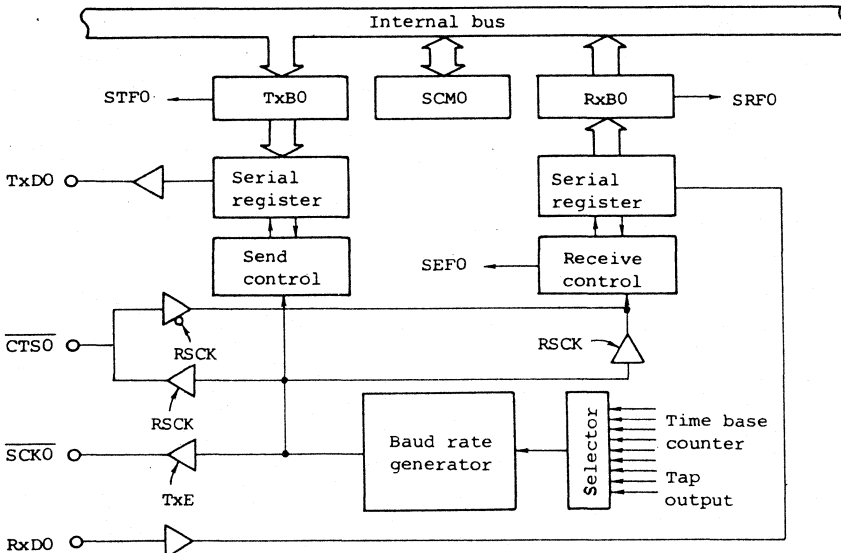 Internal bus
STF0
TxB0
SCM0
RxB0
SRF0
TxD0
Serial
register
Serial
register
Send
control
SEF0
Receive
control
CTS0
RSCK
RSCK
RSCK
SCK0
TxE
Baud rate
generator
Selector
Time base
counter
Tap
output
RxD0